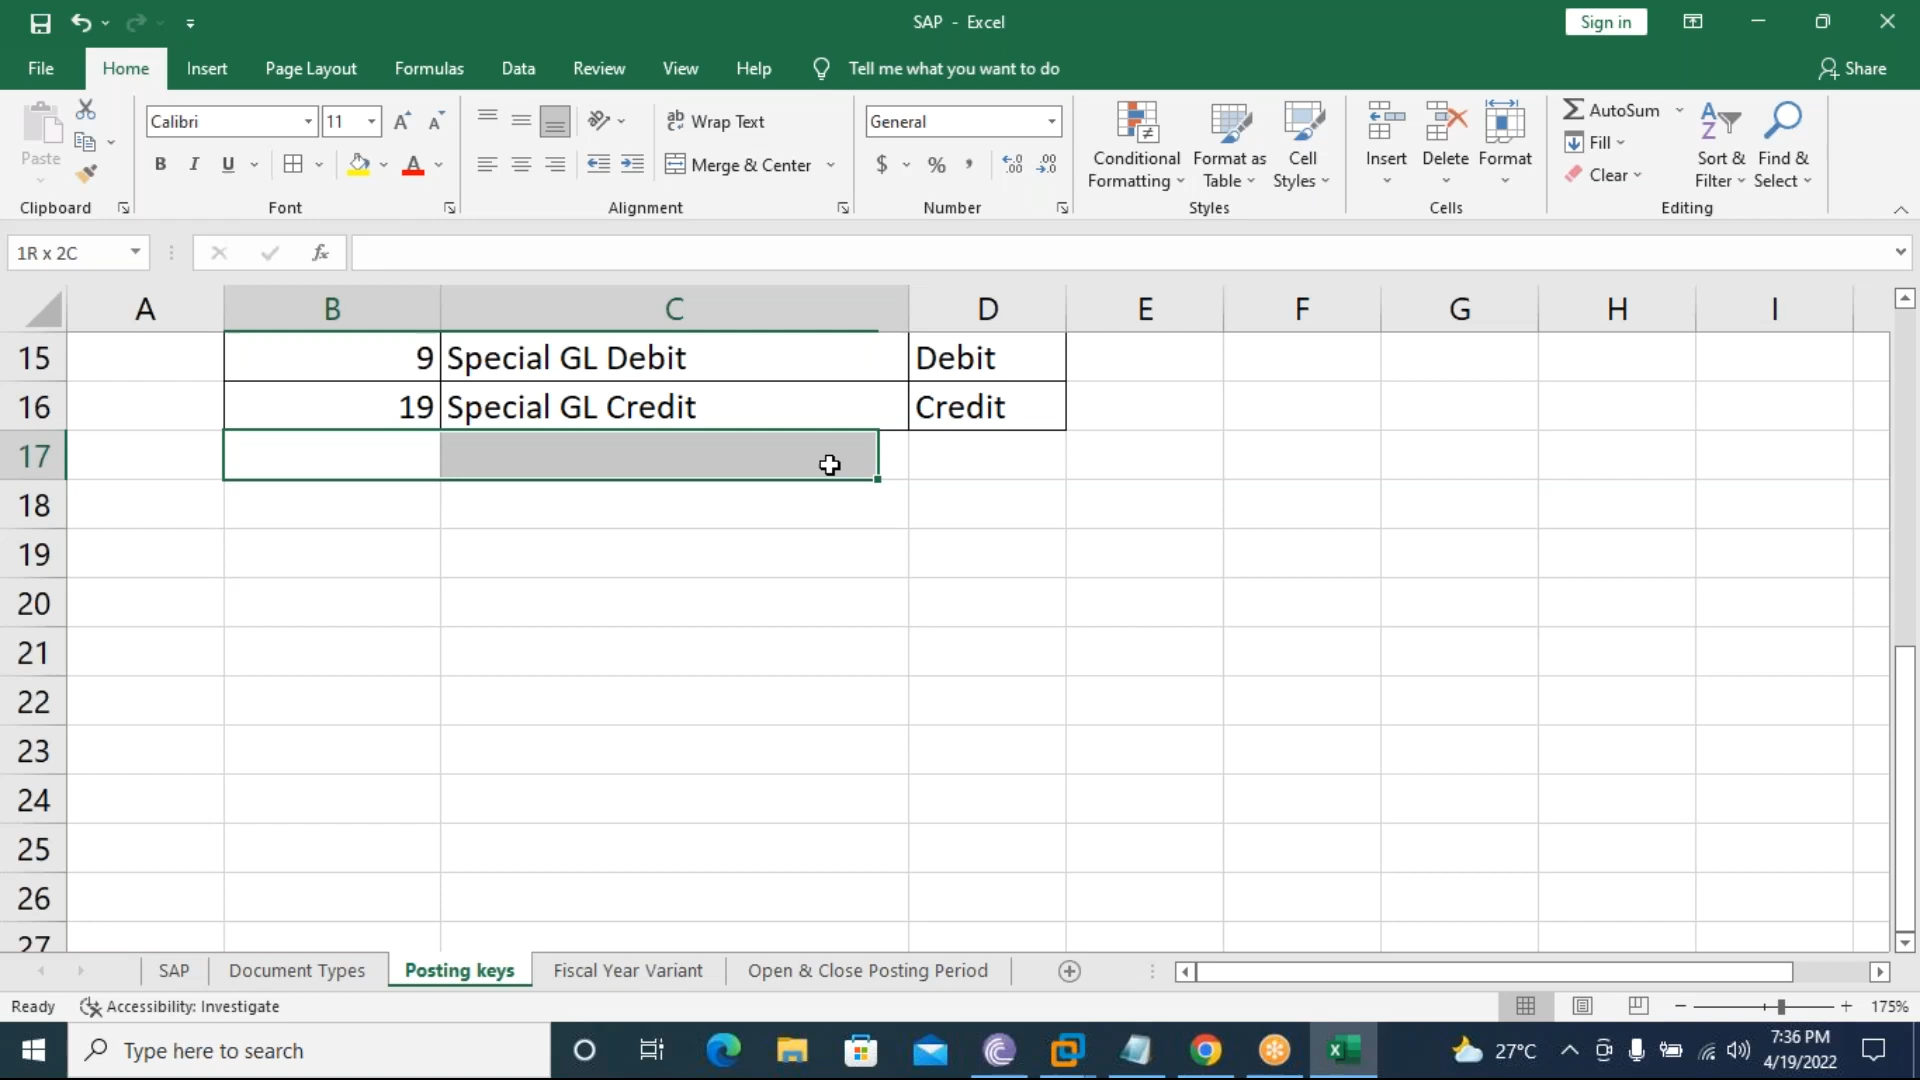 SAP - Excel
Sign in
File Home Insert Page Layout Formulas Data Review View Help Tell me what you want to do Share
Paste
Clipboard
Calibri 11
B I U
Font
Wrap Text
Merge & Center
Alignment
General
$ % ,
Number
Conditional Formatting
Format as Table
Cell Styles
Styles
Insert
Delete
Format
Cells
AutoSum
Fill
Clear
Sort & Filter
Find & Select
Editing
1R x 2C
fx
A B C D E F G H I
15 9 Special GL Debit Debit
16 19 Special GL Credit Credit
17
18
19
20
21
22
23
24
25
26
27
SAP Document Types Posting keys Fiscal Year Variant Open & Close Posting Period
Ready Accessibility: Investigate 175%
Type here to search
27°C
7:36 PM
4/19/2022